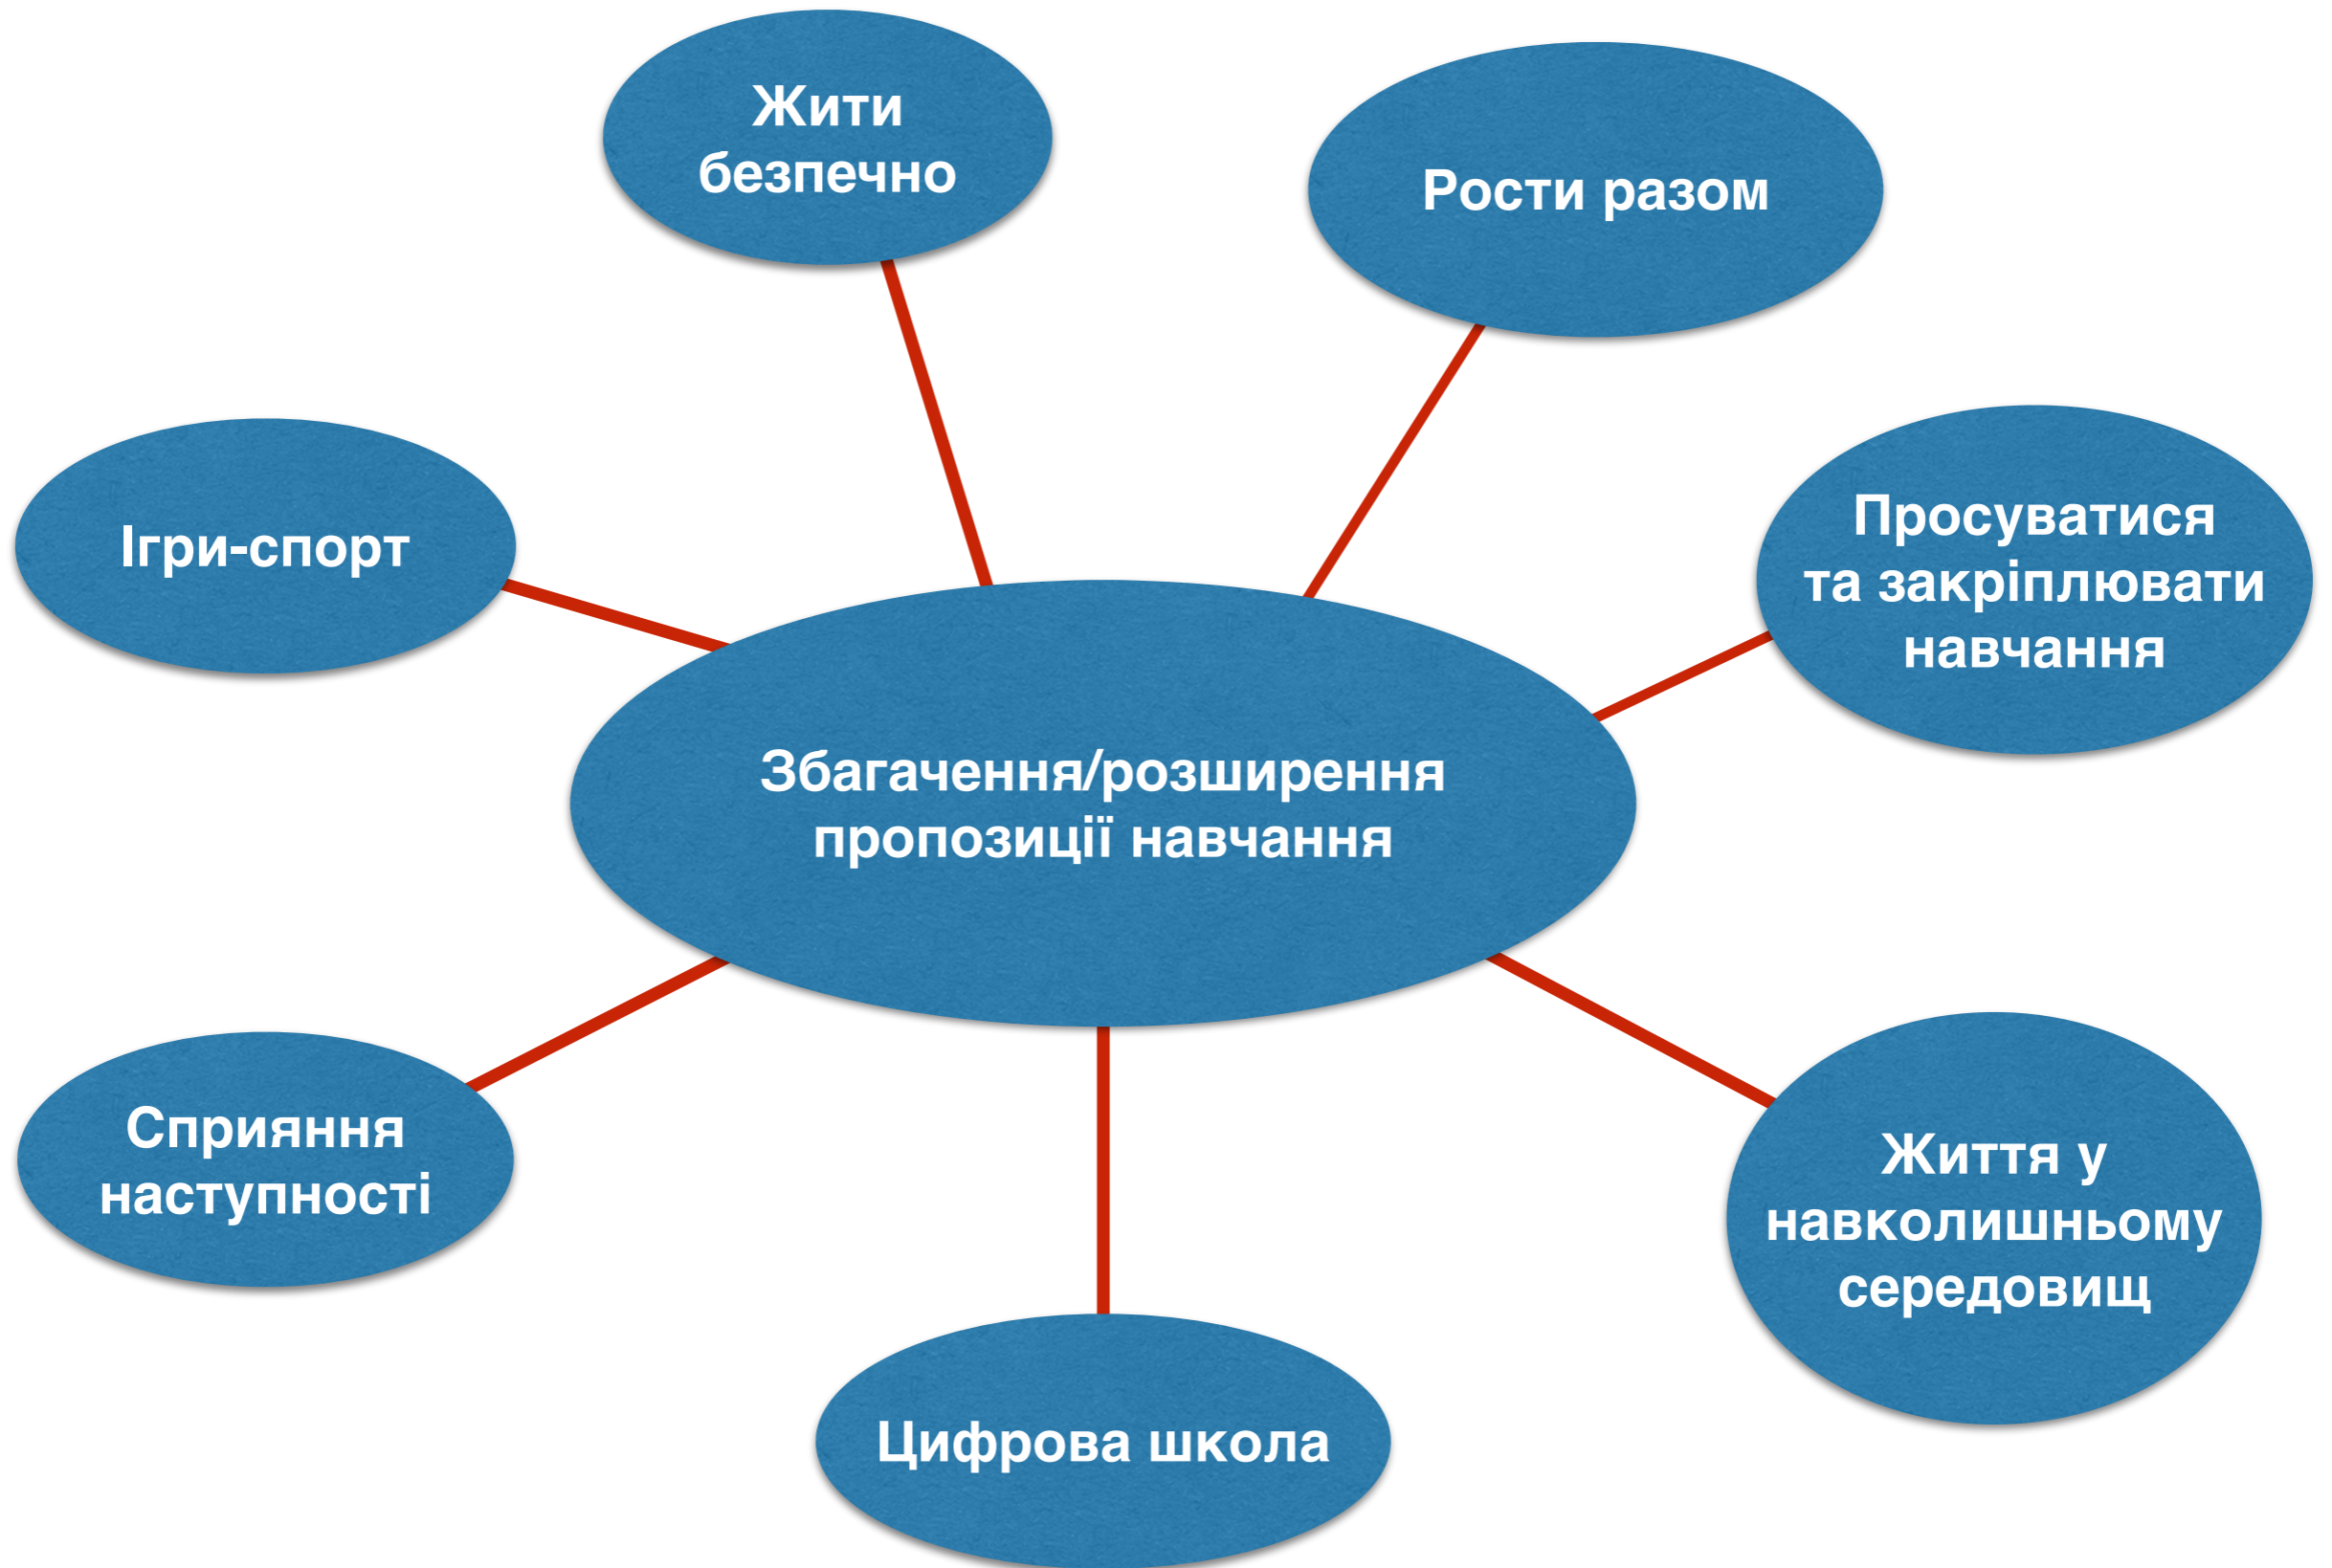 Жити
безпечно
Рости разом
Ігри-спорт
Просуватися
та закріплювати
навчання
Збагачення/розширення
пропозиції навчання
Сприяння
наступності
Життя у
навколишньому
середовищ
Цифрова школа